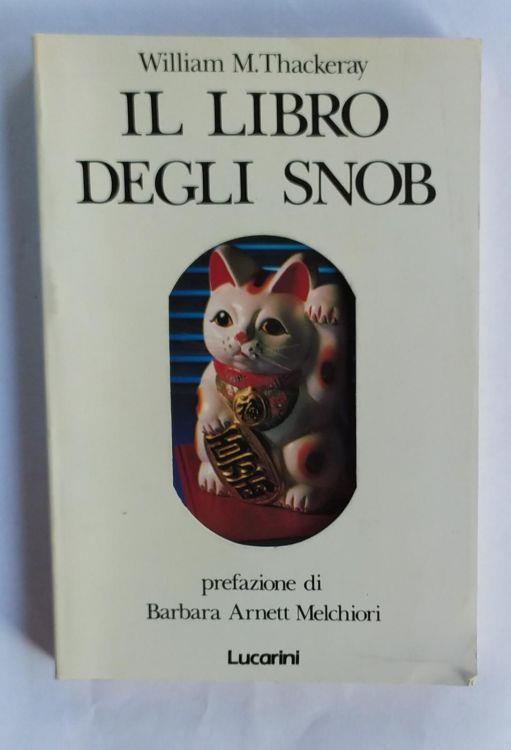 William M. Thackeray
IL LIBRO
DEGLI SNOB
prefazione di
Barbara Arnett Melchiori
Lucarini